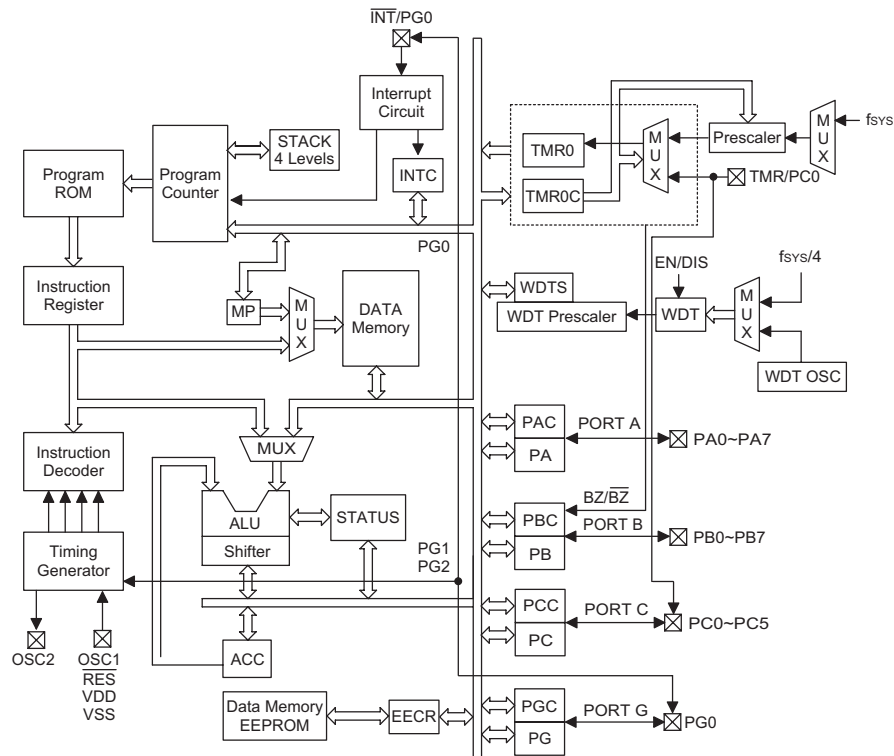 INT/PG0
Interrupt
Circuit
STACK
4 Levels
Program
ROM
Program
Counter
INTC
PG0
Instruction
Register
MP
M
U
X
DATA
Memory
MUX
Instruction
Decoder
ALU
Shifter
STATUS
PG1
PG2
Timing
Generator
OSC2
OSC1
RES
VDD
VSS
ACC
Data Memory
EEPROM
EECR
TMR0
TMR0C
M
U
X
Prescaler
M
U
X
fSYS
TMR/PC0
EN/DIS
fSYS/4
WDTS
WDT Prescaler
WDT
M
U
X
WDT OSC
PAC
PA
PORT A
PA0~PA7
BZ/BZ
PBC
PB
PORT B
PB0~PB7
PCC
PC
PORT C
PC0~PC5
PGC
PG
PORT G
PG0